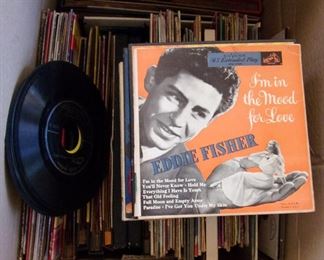 45 Extended Play
I'm in
the Mood
for Love
EDDIE FISHER
I'm in the Mood for Love
You'll Never Know - Hold Me
Everything I Have Is Yours
That Old Feeling
Full Moon and Empty Arms
Paradise - I've Got You Under My Skin